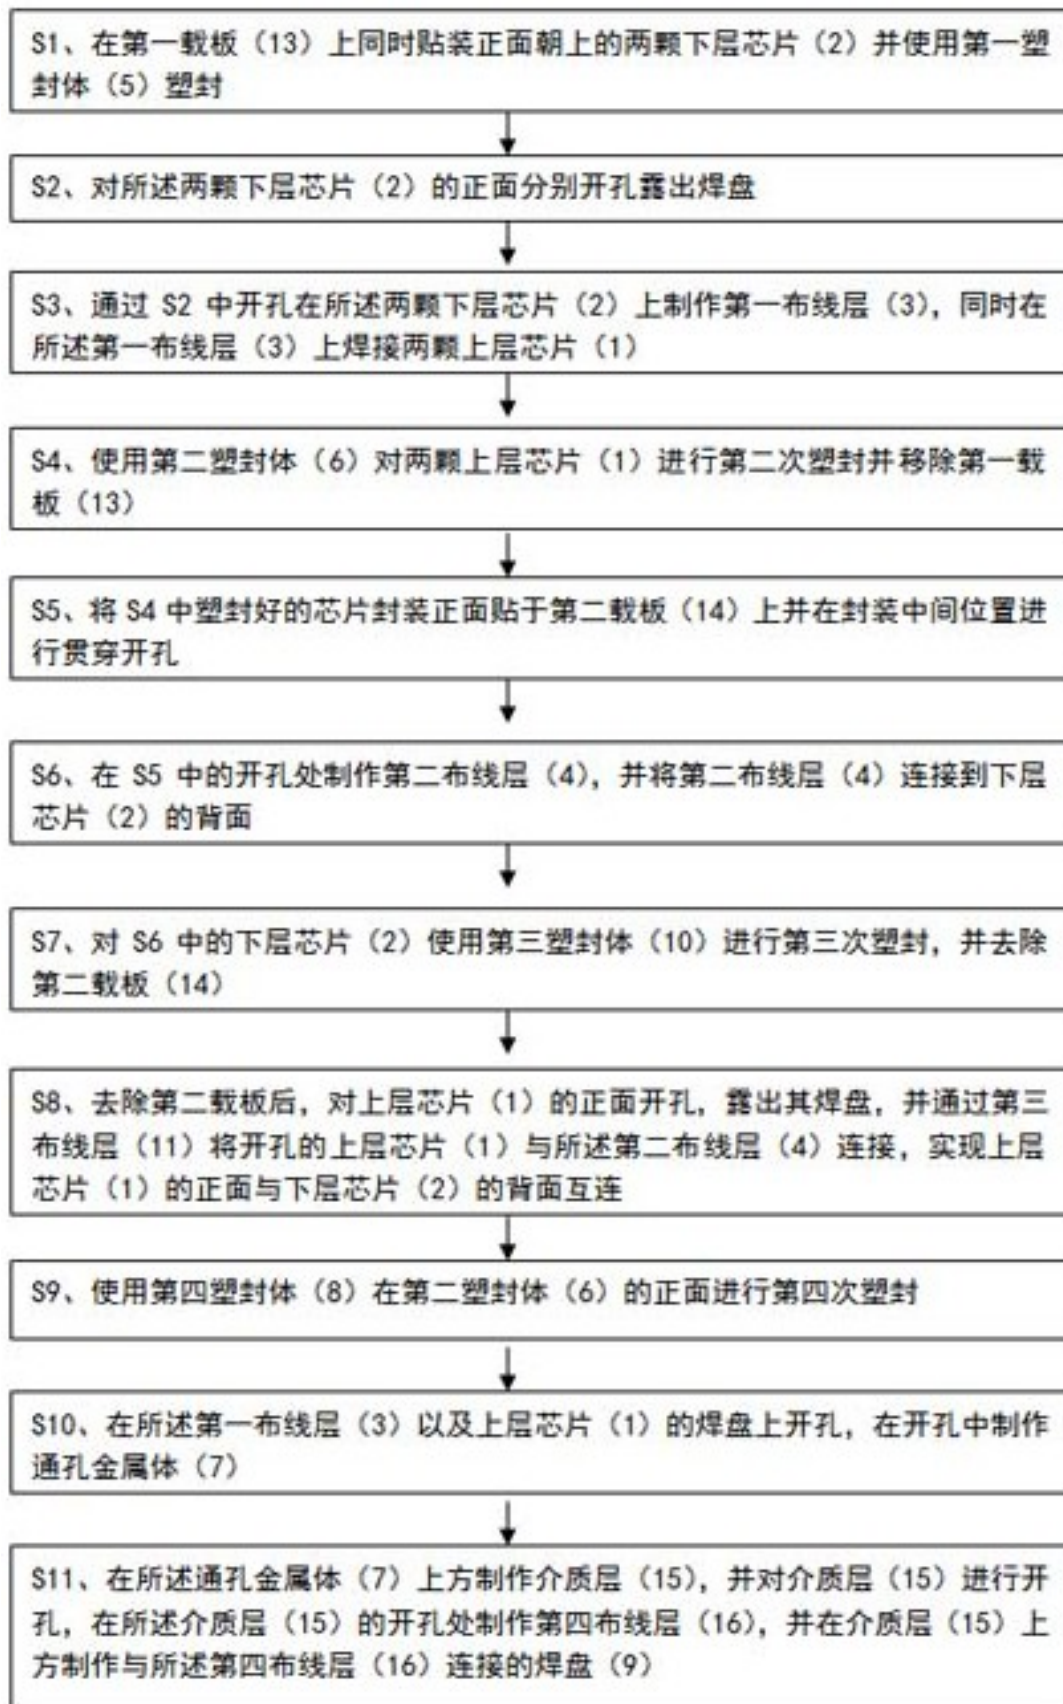 S1、在第一载板（13）上同时贴装正面朝上的两颗下层芯片（2）并使用第一塑
封体（5）塑封
S2、对所述两颗下层芯片（2）的正面分别开孔露出焊盘
S3、通过 S2 中开孔在所述两颗下层芯片（2）上制作第一布线层（3），同时在
所述第一布线层（3）上焊接两颗上层芯片（1）
S4、使用第二塑封体（6）对两颗上层芯片（1）进行第二次塑封并移除第一载
板（13）
S5、将 S4 中塑封好的芯片封装正面贴于第二载板（14）上并在封装中间位置进
行贯穿开孔
S6、在 S5 中的开孔处制作第二布线层（4），并将第二布线层（4）连接到下层
芯片（2）的背面
S7、对 S6 中的下层芯片（2）使用第三塑封体（10）进行第三次塑封，并去除
第二载板（14）
S8、去除第二载板后，对上层芯片（1）的正面开孔，露出其焊盘，并通过第三
布线层（11）将开孔的上层芯片（1）与所述第二布线层（4）连接，实现上层
芯片（1）的正面与下层芯片（2）的背面互连
S9、使用第四塑封体（8）在第二塑封体（6）的正面进行第四次塑封
S10、在所述第一布线层（3）以及上层芯片（1）的焊盘上开孔，在开孔中制作
通孔金属体（7）
S11、在所述通孔金属体（7）上方制作介质层（15），并对介质层（15）进行开
孔，在所述介质层（15）的开孔处制作第四布线层（16），并在介质层（15）上
方制作与所述第四布线层（16）连接的焊盘（9）